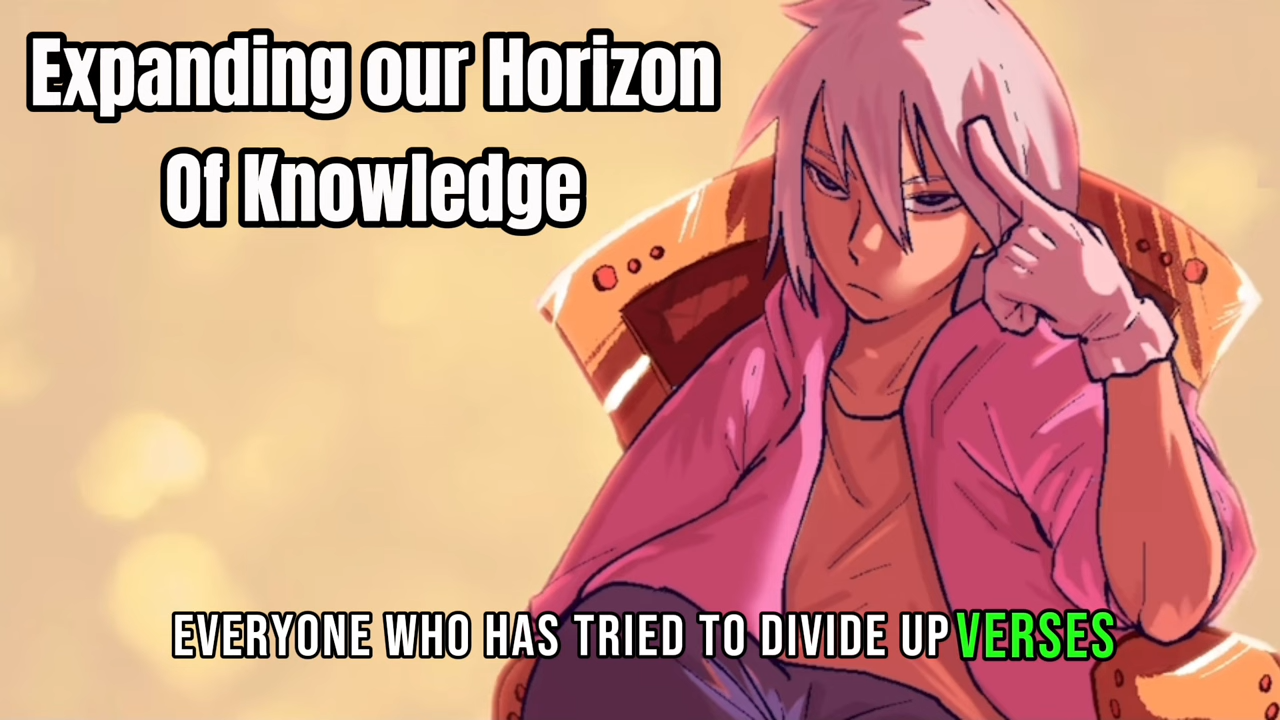 Expanding our Horizon
Of Knowledge
EVERYONE WHO HAS TRIED TO DIVIDE UP VERSES